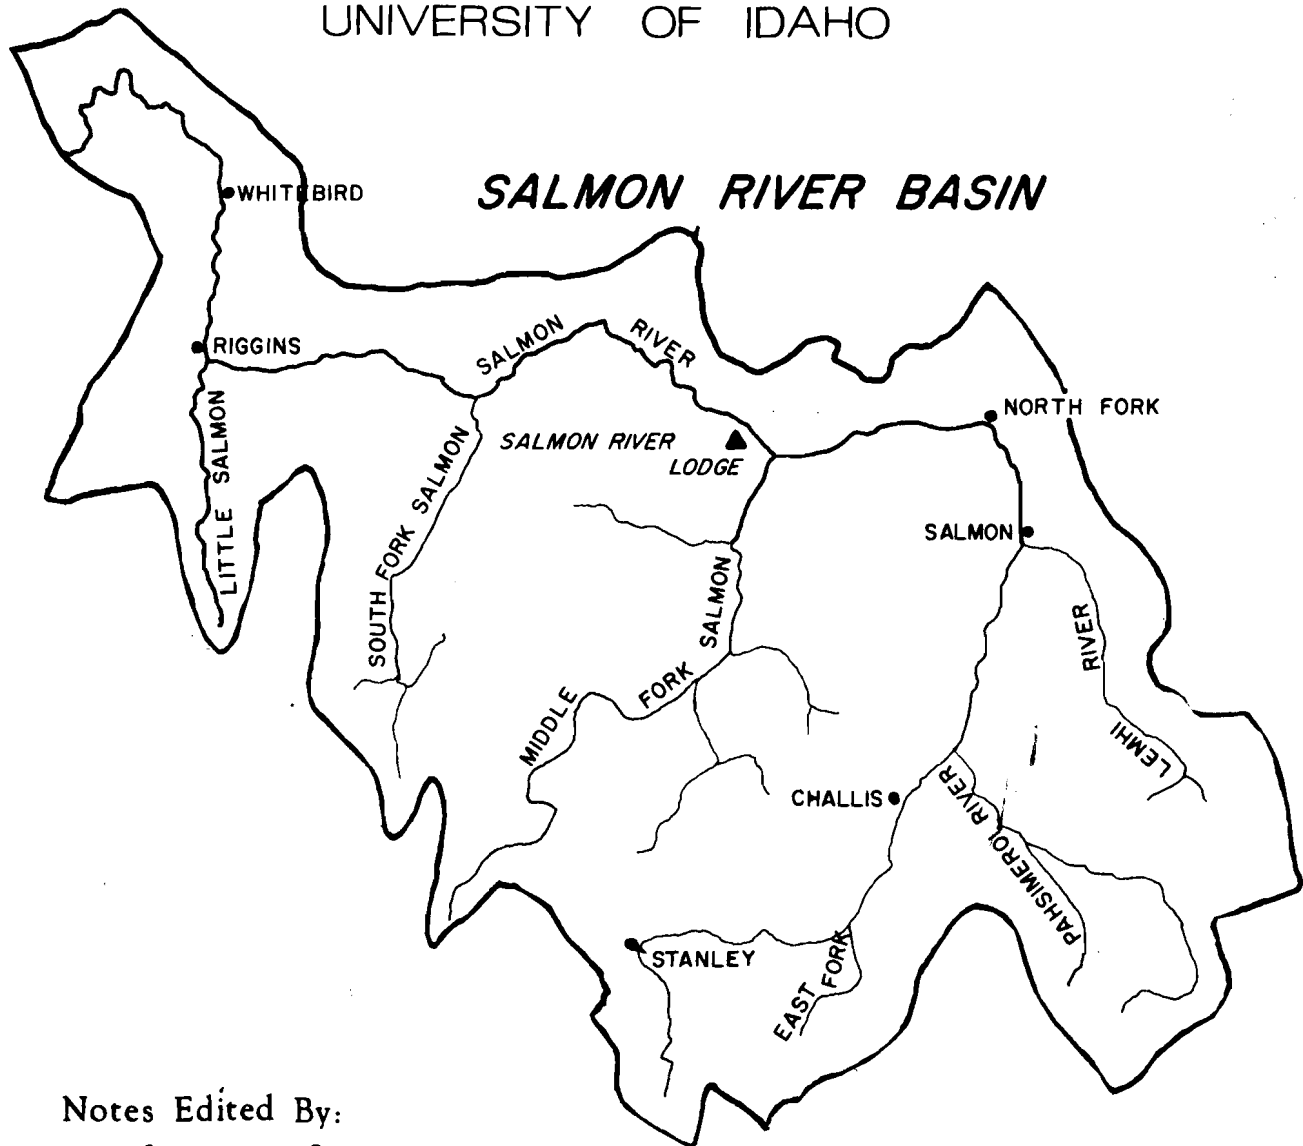 UNIVERSITY OF IDAHO
SALMON RIVER BASIN
WHITEBIRD
RIGGINS
SALMON RIVER
NORTH FORK
LITTLE SALMON
SOUTH FORK SALMON
SALMON RIVER
LODGE
SALMON
MIDDLE FORK SALMON
LEMHI RIVER
CHALLIS
PAHSIMEROI RIVER
STANLEY
EAST FORK
Notes Edited By: